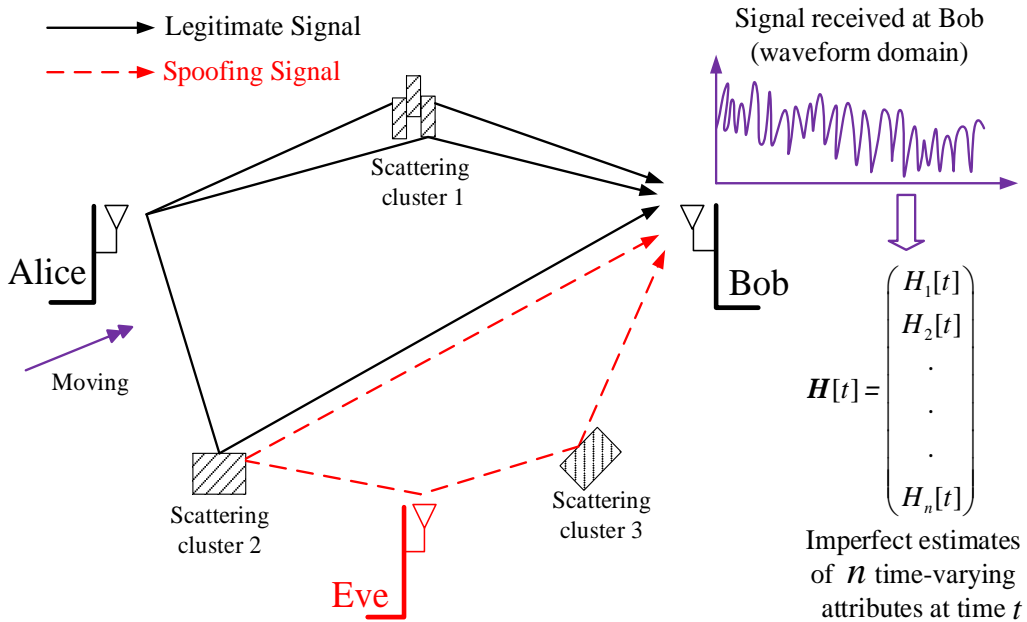 Legitimate Signal
Spoofing Signal
Signal received at Bob
(waveform domain)
Scattering
cluster 1
Alice
Bob
Moving
H₁[t]
H₂[t]
.
H[t] =
.
.
Hₙ[t]
Scattering
cluster 2
Scattering
cluster 3
Eve
Imperfect estimates
of n time-varying
attributes at time t